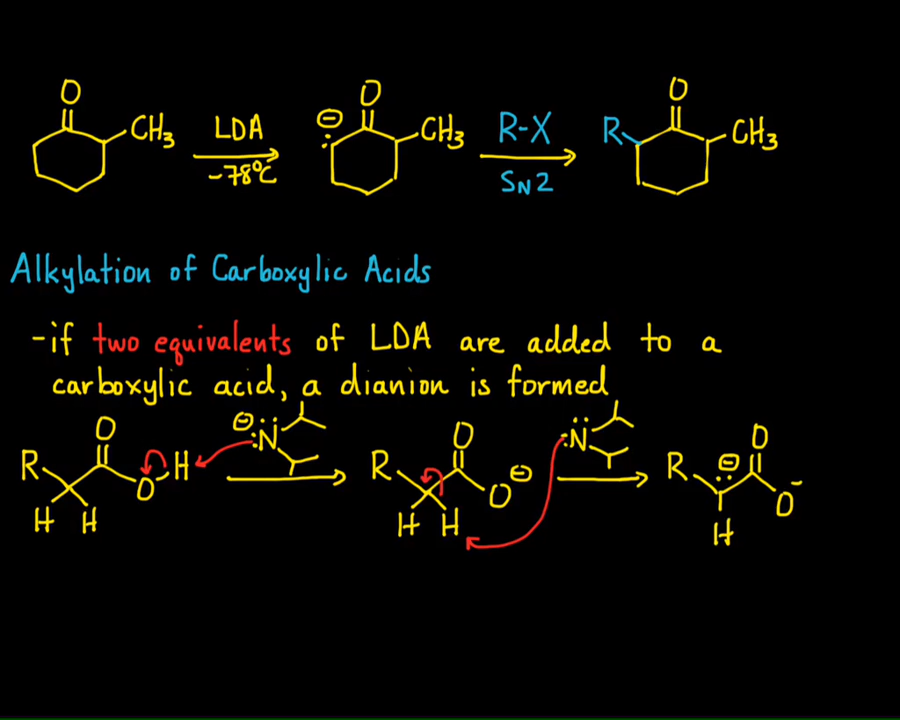 O O O
CH3 LDA ⊖ : CH3 R-X R CH3
-78°C SN2
Alkylation of Carboxylic Acids
-if two equivalents of LDA are added to a
carboxylic acid, a dianion is formed
O ⊖ :N: O :N: O
R H R ⊖ R ⊖ :
O O O-
H H H H H